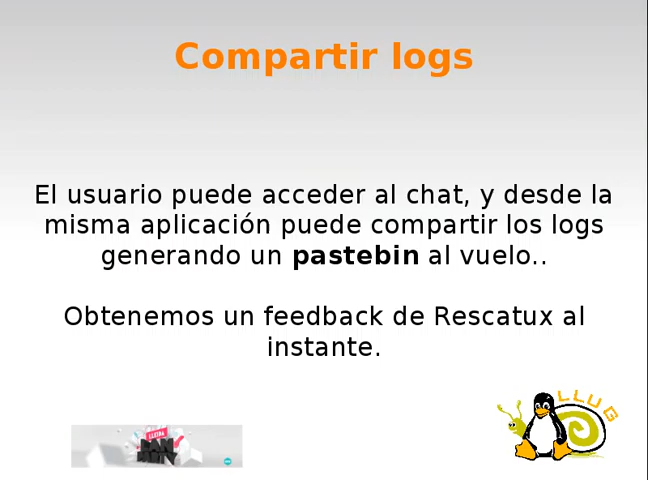 Compartir logs
El usuario puede acceder al chat, y desde la
misma aplicación puede compartir los logs
generando un pastebin al vuelo..
Obtenemos un feedback de Rescatux al
instante.
LLUG